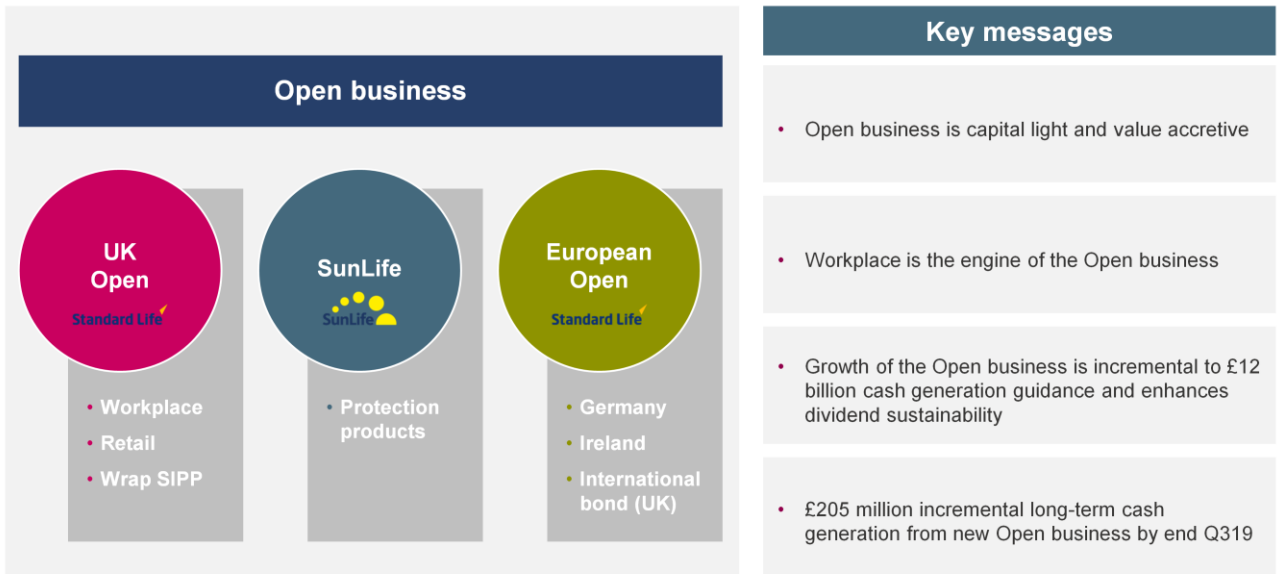 Open business
UK
Open
Standard Life
• Workplace
• Retail
• Wrap SIPP
SunLife
SunLife
• Protection
products
European
Open
Standard Life
• Germany
• Ireland
• International
bond (UK)
Key messages
• Open business is capital light and value accretive
• Workplace is the engine of the Open business
• Growth of the Open business is incremental to £12
billion cash generation guidance and enhances
dividend sustainability
• £205 million incremental long-term cash
generation from new Open business by end Q319